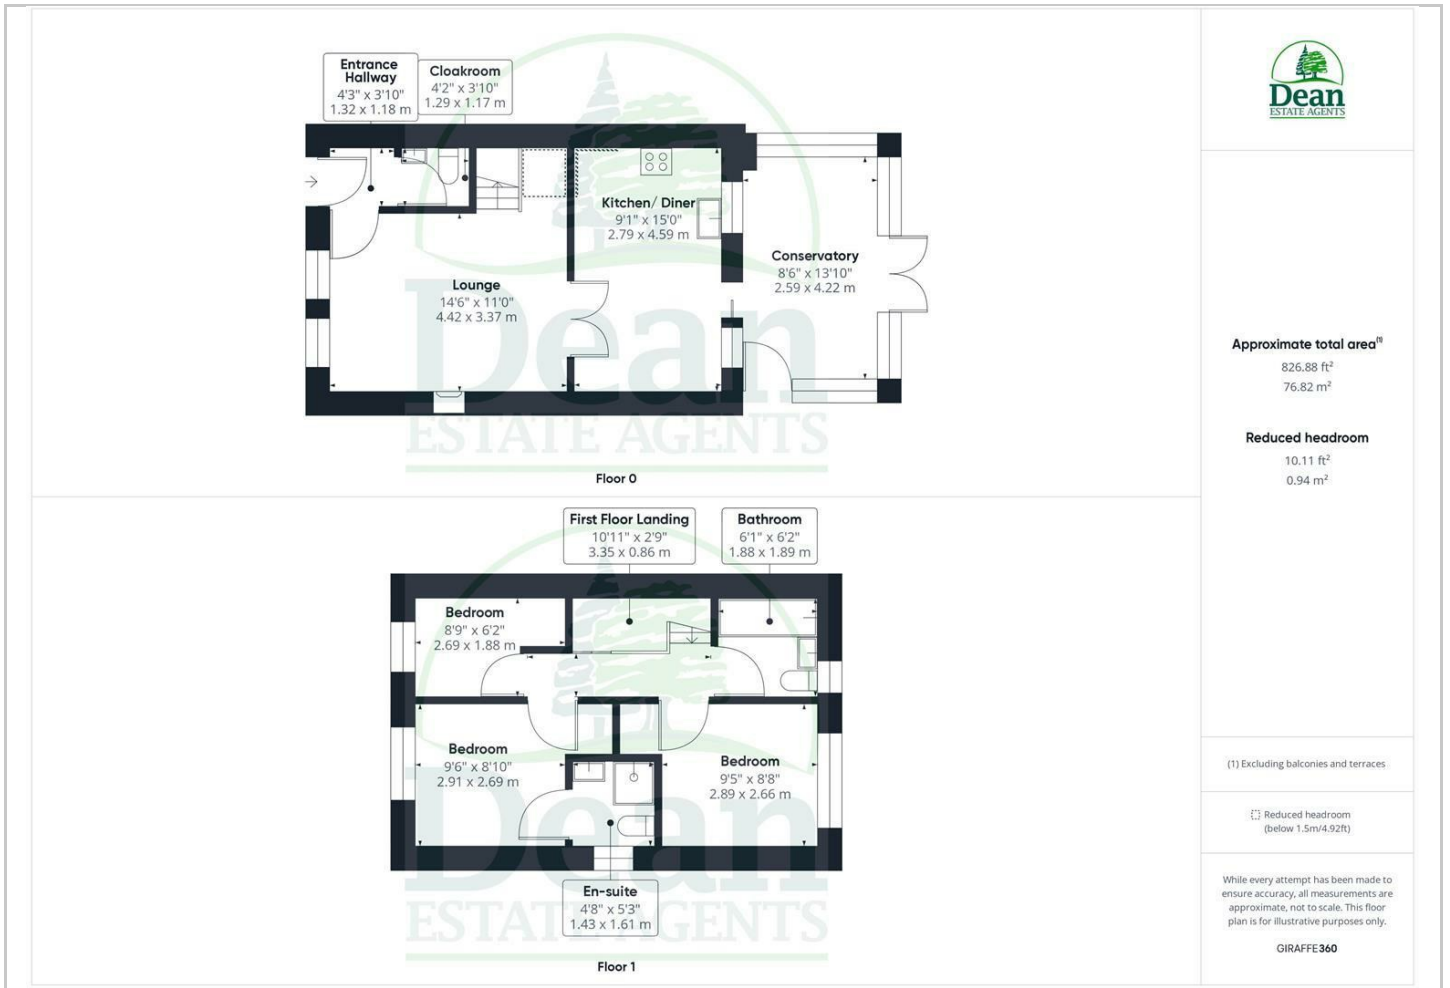 Entrance
Hallway
4'3" x 3'10"
1.32 x 1.18 m
Cloakroom
4'2" x 3'10"
1.29 x 1.17 m
Kitchen/ Diner
9'1" x 15'0"
2.79 x 4.59 m
Conservatory
8'6" x 13'10"
2.59 x 4.22 m
Lounge
14'6" x 11'0"
4.42 x 3.37 m
Dean
ESTATE AGENTS
Floor 0
First Floor Landing
10'11" x 2'9"
3.35 x 0.86 m
Bathroom
6'1" x 6'2"
1.88 x 1.89 m
Bedroom
8'9" x 6'2"
2.69 x 1.88 m
Bedroom
9'6" x 8'10"
2.91 x 2.69 m
Bedroom
9'5" x 8'8"
2.89 x 2.66 m
Dean
ESTATE AGENTS
En-suite
4'8" x 5'3"
1.43 x 1.61 m
Floor 1
Dean
ESTATE AGENTS
Approximate total area(1)
826.88 ft²
76.82 m²
Reduced headroom
10.11 ft²
0.94 m²
(1) Excluding balconies and terraces
Reduced headroom
(below 1.5m/4.92ft)
While every attempt has been made to
ensure accuracy, all measurements are
approximate, not to scale. This floor
plan is for illustrative purposes only.
GIRAFFE360